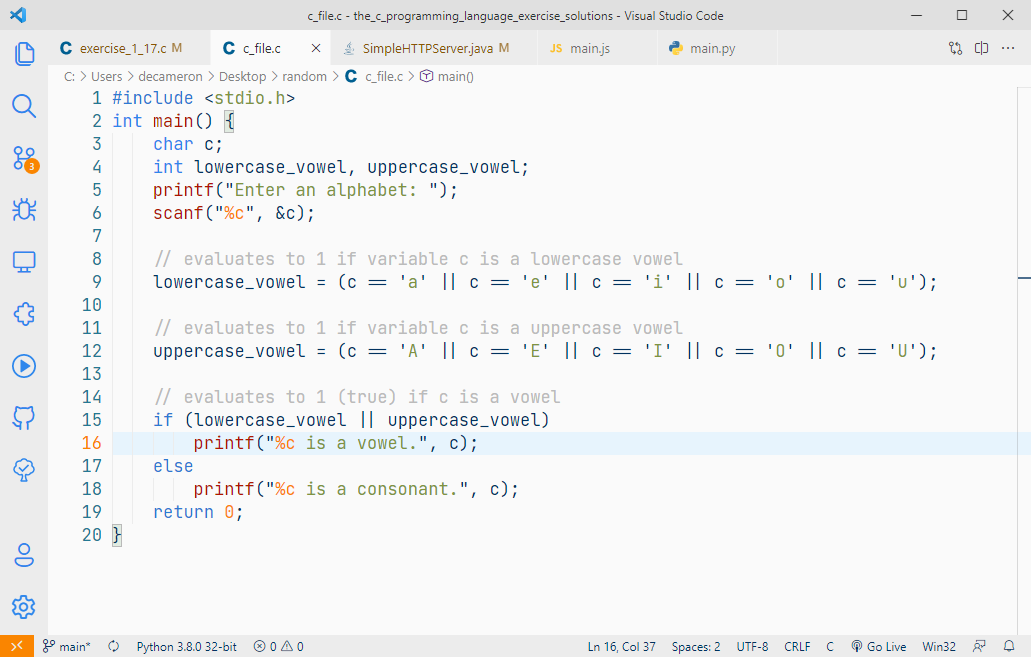 c_file.c - the_c_programming_language_exercise_solutions - Visual Studio Code
C exercise_1_17.c M C c_file.c × SimpleHTTPServer.java M JS main.js main.py
C: > Users > decameron > Desktop > random > C c_file.c > main()
1 #include <stdio.h>
2 int main() {
3 char c;
4 int lowercase_vowel, uppercase_vowel;
5 printf("Enter an alphabet: ");
6 scanf("%c", &c);
7
8 // evaluates to 1 if variable c is a lowercase vowel
9 lowercase_vowel = (c == 'a' || c == 'e' || c == 'i' || c == 'o' || c == 'u');
10
11 // evaluates to 1 if variable c is a uppercase vowel
12 uppercase_vowel = (c == 'A' || c == 'E' || c == 'I' || c == 'O' || c == 'U');
13
14 // evaluates to 1 (true) if c is a vowel
15 if (lowercase_vowel || uppercase_vowel)
16 printf("%c is a vowel.", c);
17 else
18 printf("%c is a consonant.", c);
19 return 0;
20 }
3
main* Python 3.8.0 32-bit 0 0 Ln 16, Col 37 Spaces: 2 UTF-8 CRLF C Go Live Win32